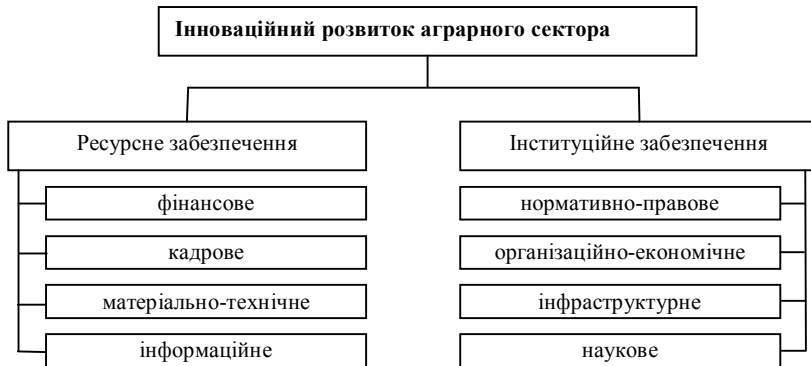 Інноваційний розвиток аграрного сектора
Ресурсне забезпечення
фінансове
кадрове
матеріально-технічне
інформаційне
Інституційне забезпечення
нормативно-правове
організаційно-економічне
інфраструктурне
наукове